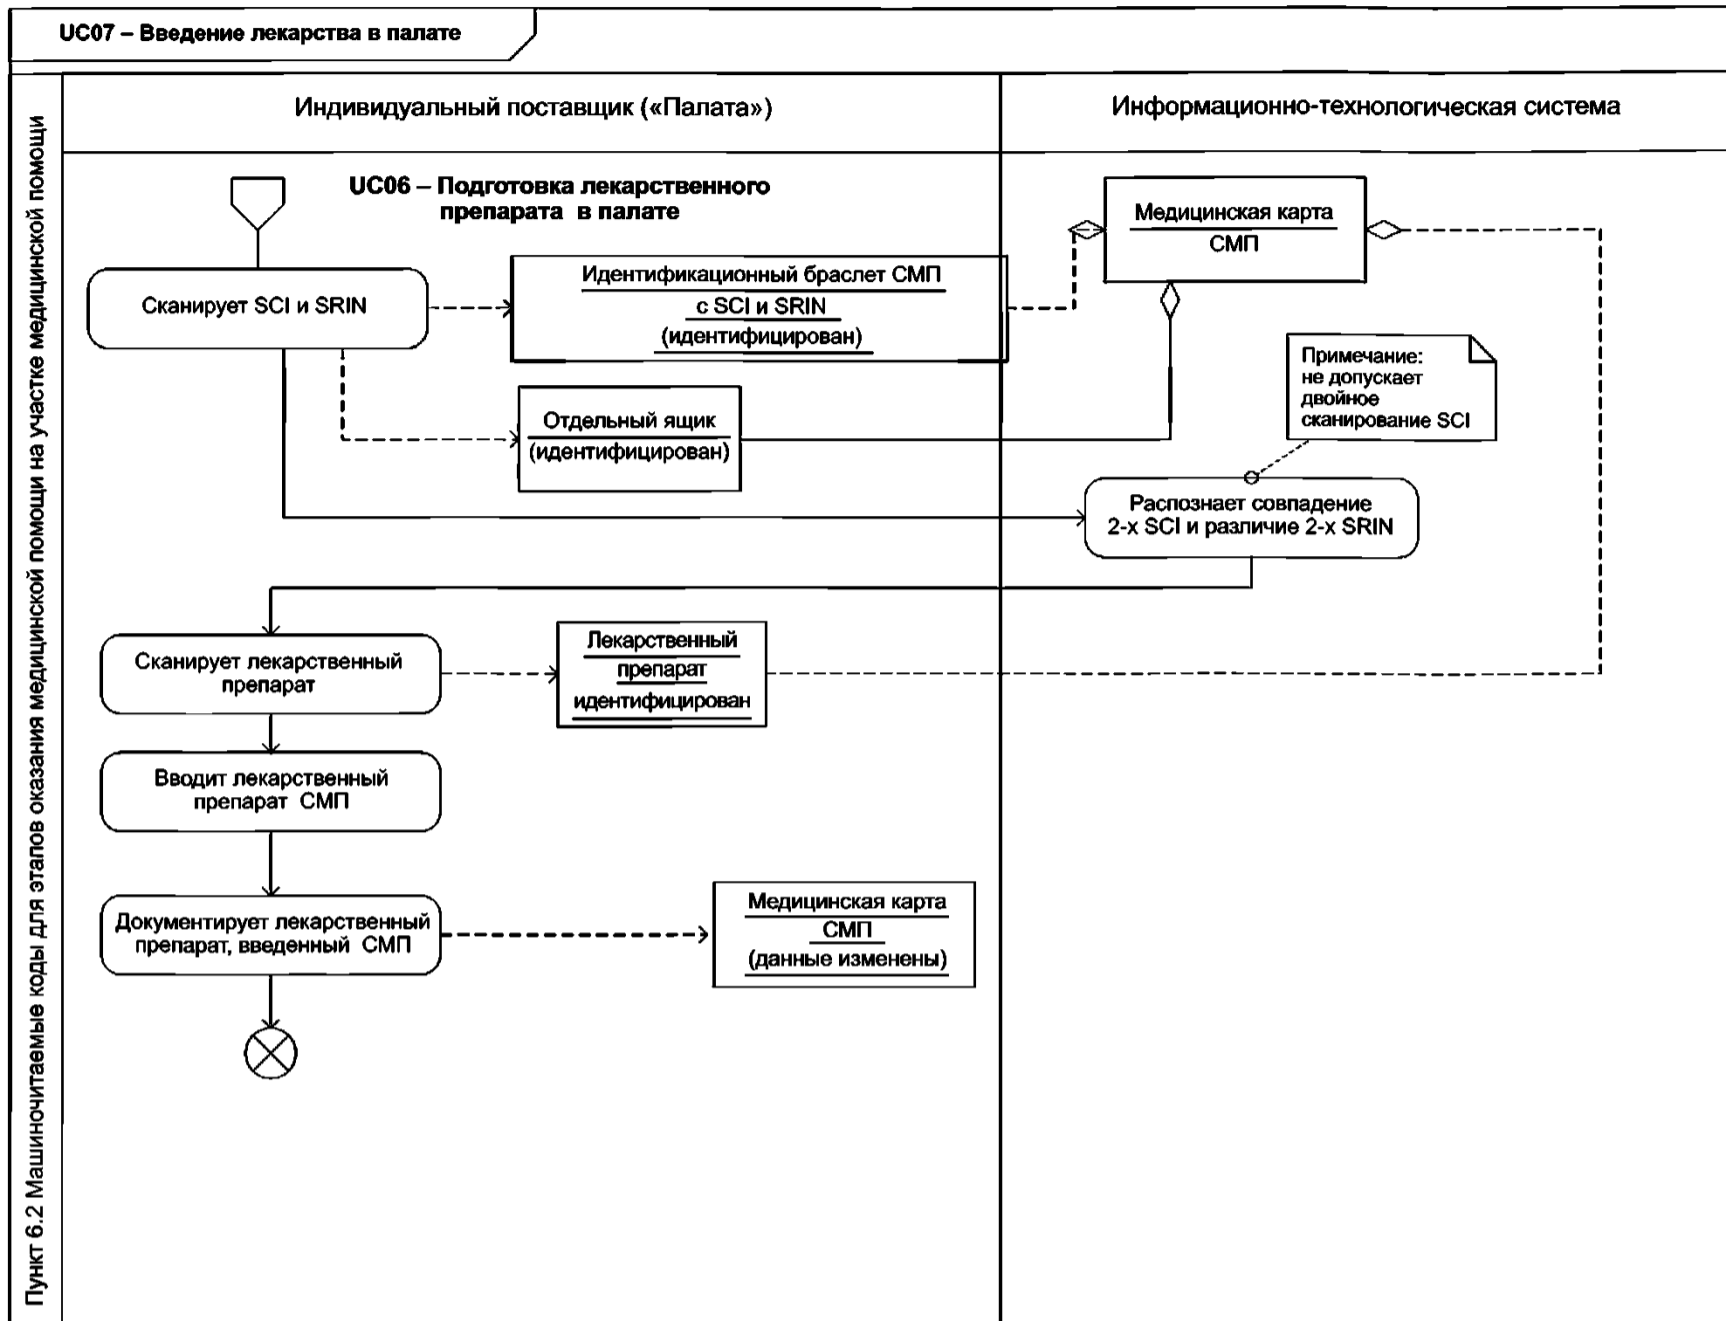 UC07 – Введение лекарства в палате
Пункт 6.2 Машиночитаемые коды для этапов оказания медицинской помощи на участке медицинской помощи
Индивидуальный поставщик («Палата»)
Информационно-технологическая система
UC06 – Подготовка лекарственного
препарата в палате
Медицинская карта
СМП
Сканирует SCI и SRIN
Идентификационный браслет СМП
с SCI и SRIN
(идентифицирован)
Примечание:
не допускает
двойное
сканирование SCI
Отдельный ящик
(идентифицирован)
Распознает совпадение
2-х SCI и различие 2-х SRIN
Сканирует лекарственный
препарат
Лекарственный
препарат
идентифицирован
Вводит лекарственный
препарат СМП
Документирует лекарственный
препарат, введенный СМП
Медицинская карта
СМП
(данные изменены)